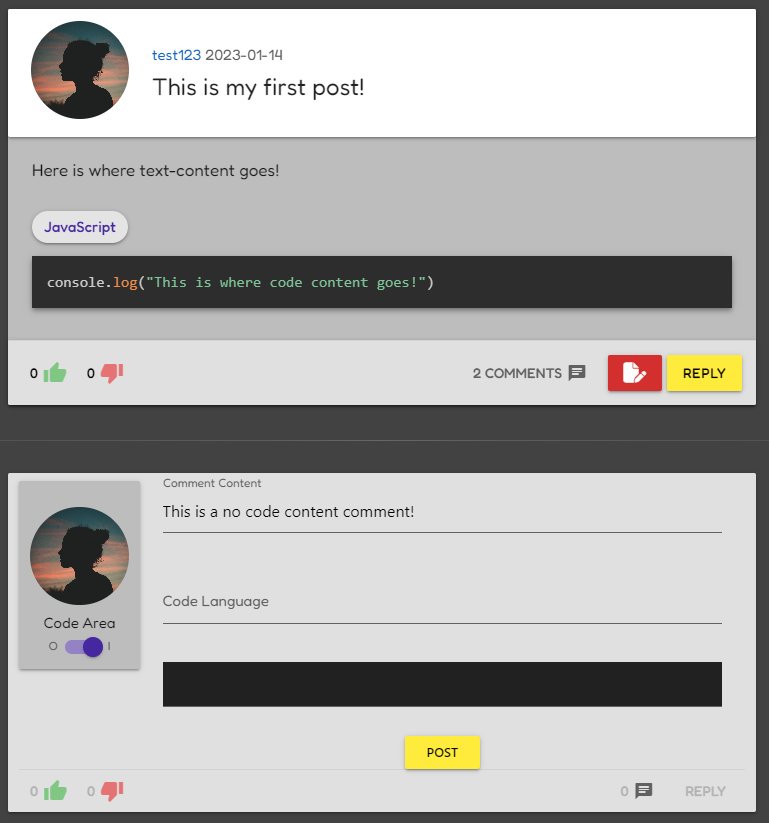 test123 2023-01-14
This is my first post!
Here is where text-content goes!
JavaScript
console.log("This is where code content goes!")
0 0 2 COMMENTS REPLY
Comment Content
This is a no code content comment!
Code Language
Code Area
O I
POST
0 0 0 REPLY